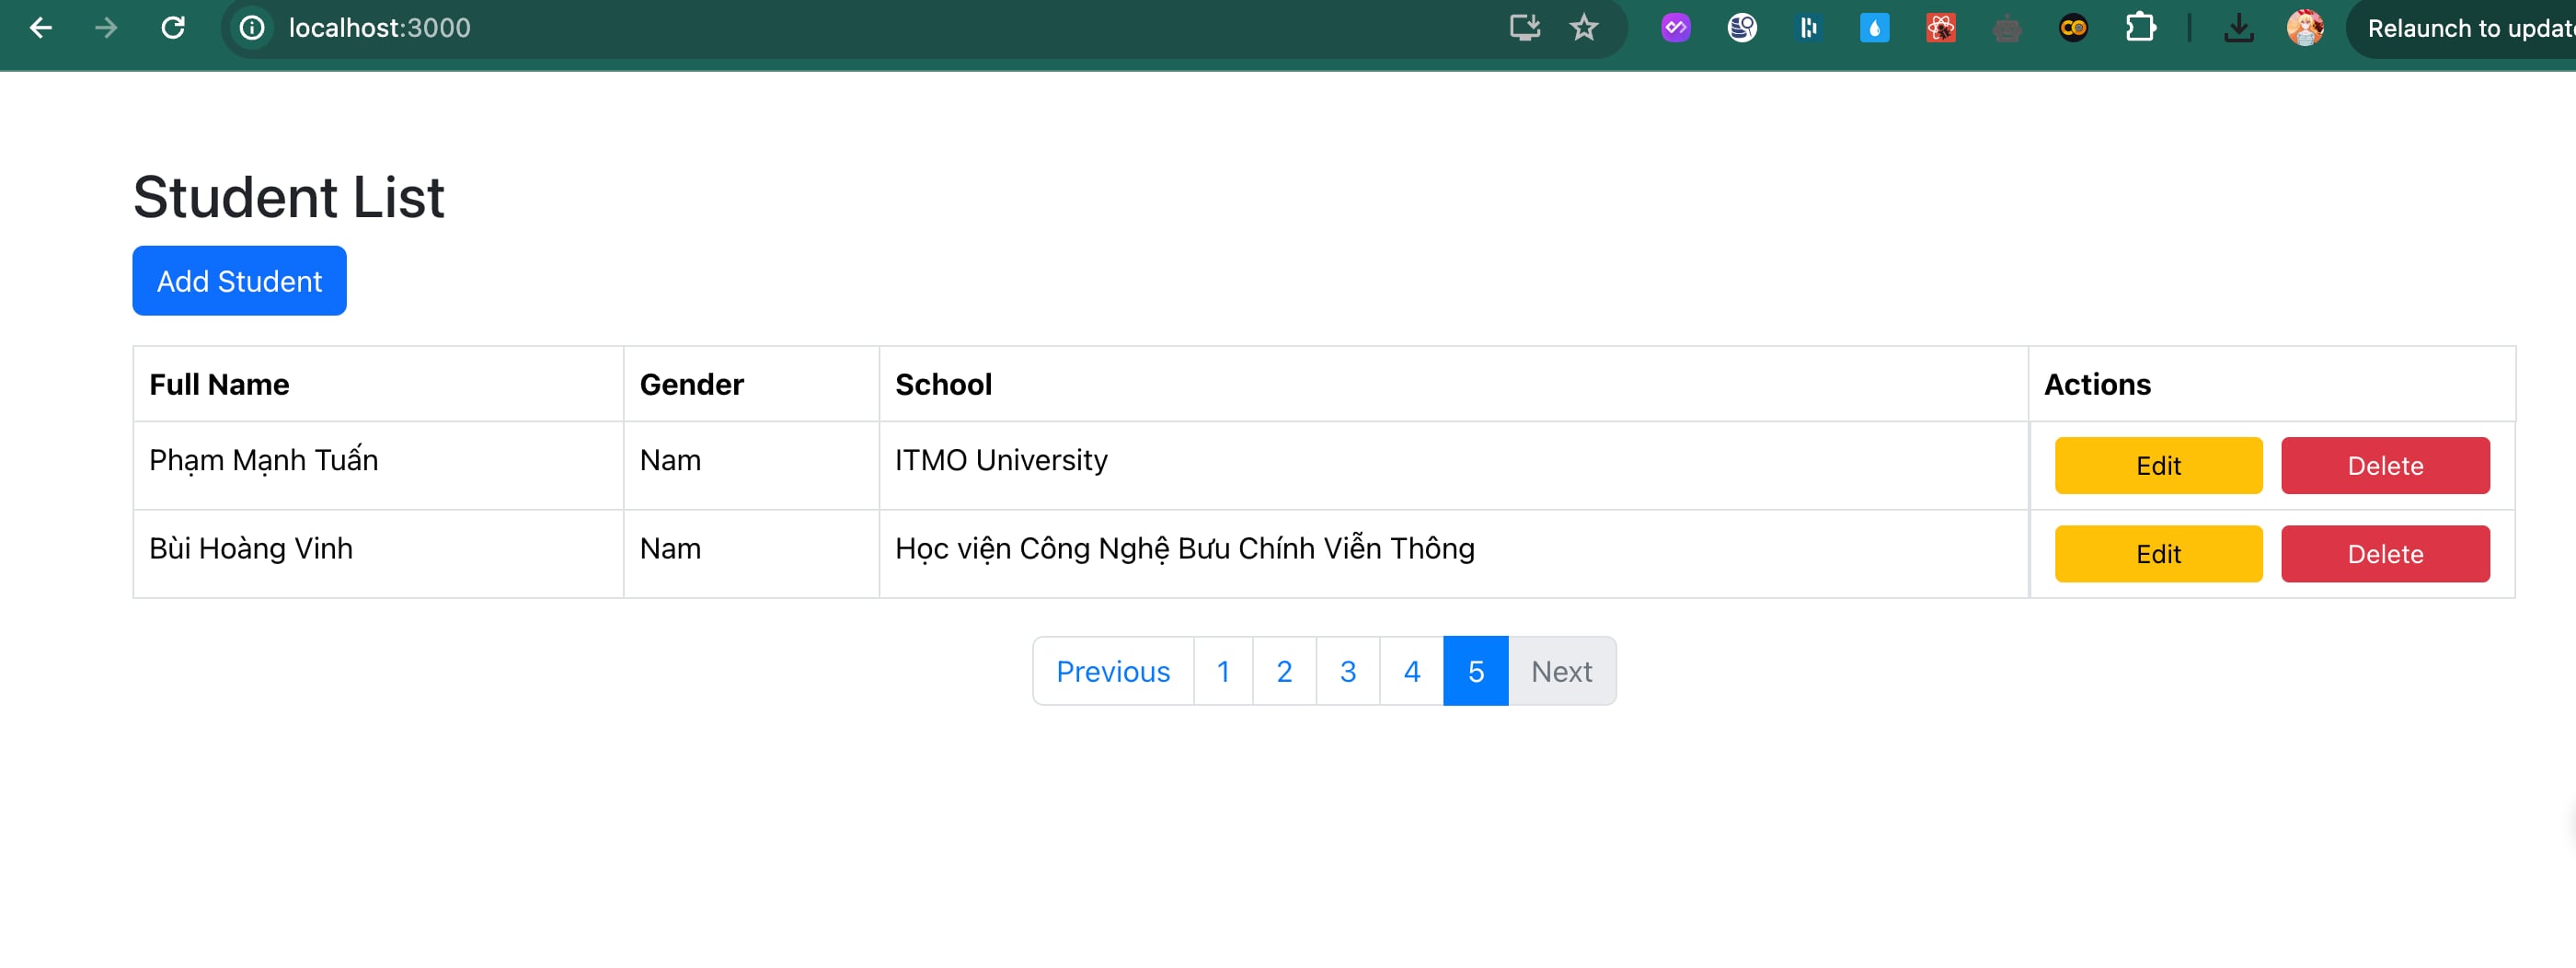 localhost:3000
Relaunch to update
Student List
Add Student
Full Name Gender School Actions
Phạm Mạnh Tuấn Nam ITMO University Edit Delete
Bùi Hoàng Vinh Nam Học viện Công Nghệ Bưu Chính Viễn Thông Edit Delete
Previous 1 2 3 4 5 Next